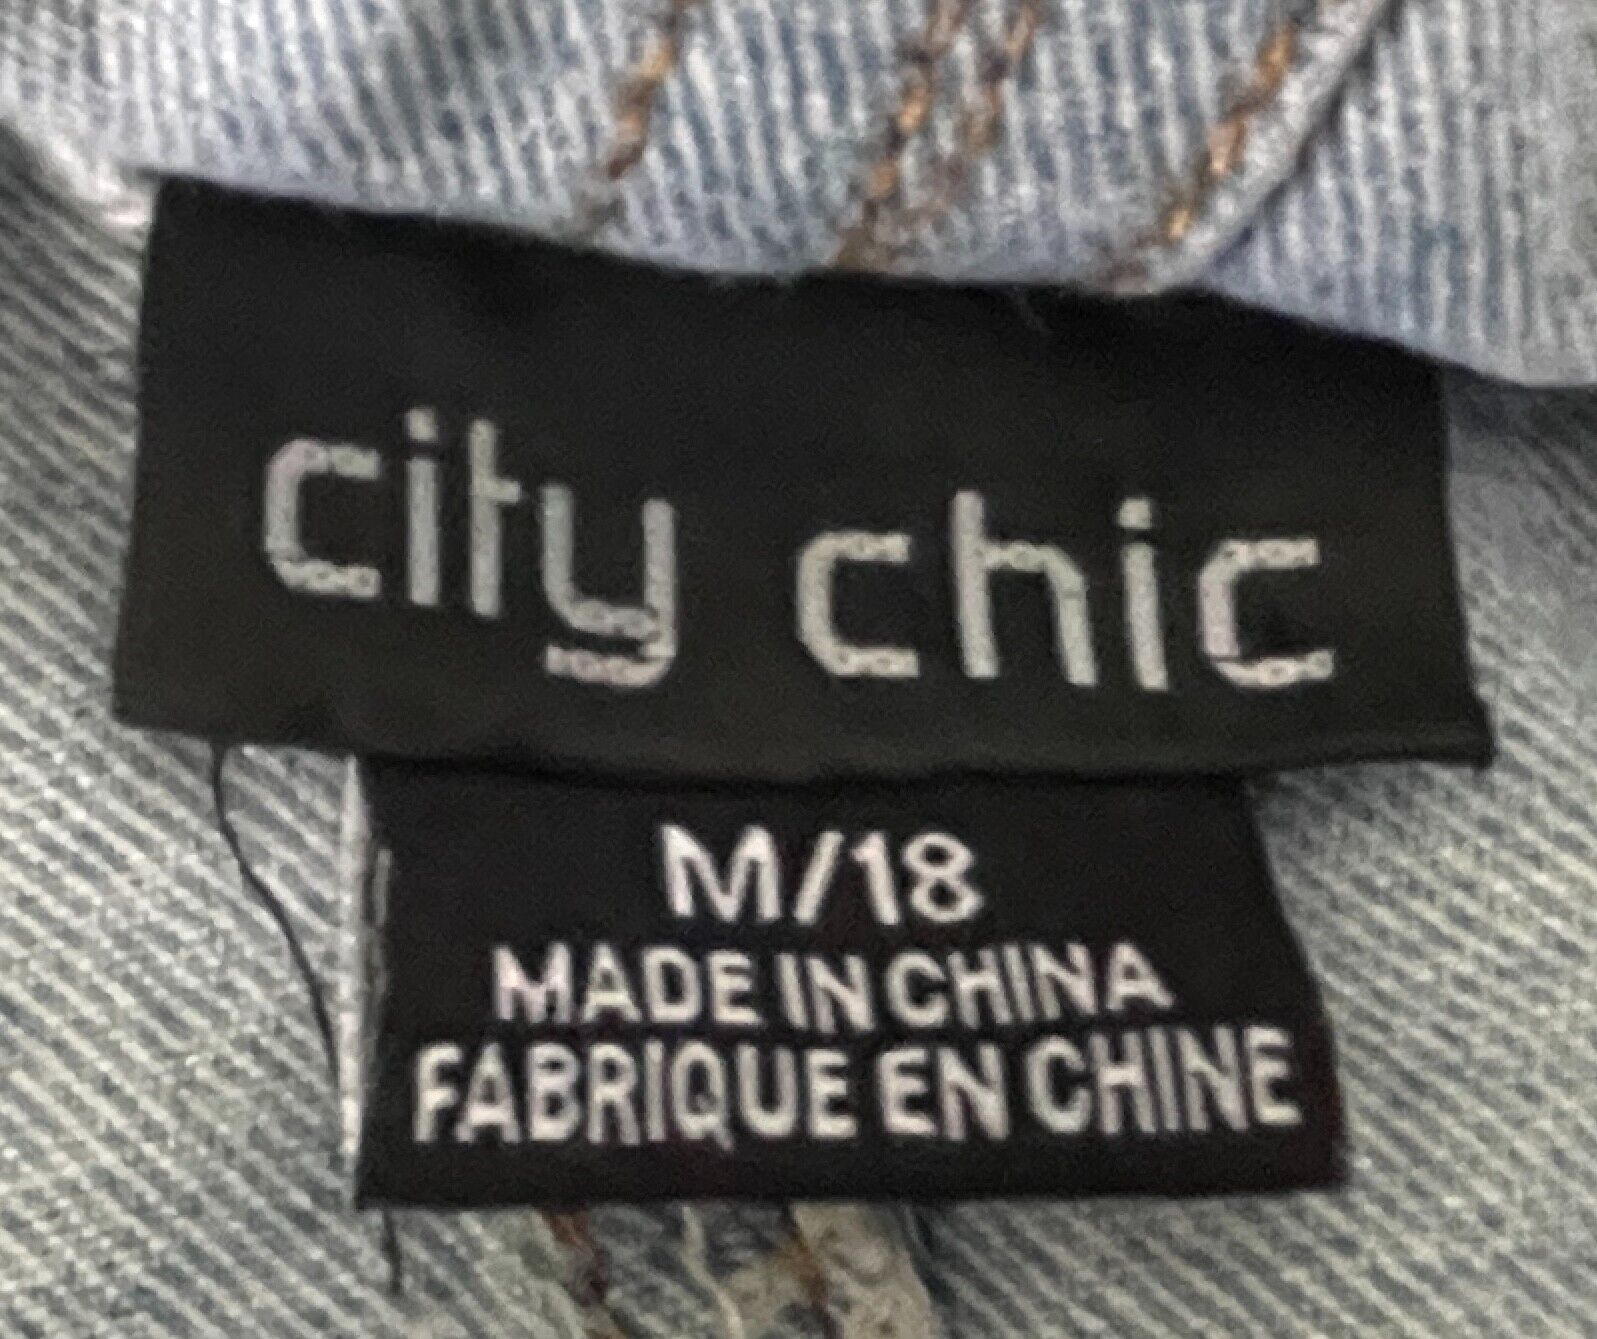 city chic
M/18
MADE IN CHINA
FABRIQUE EN CHINE